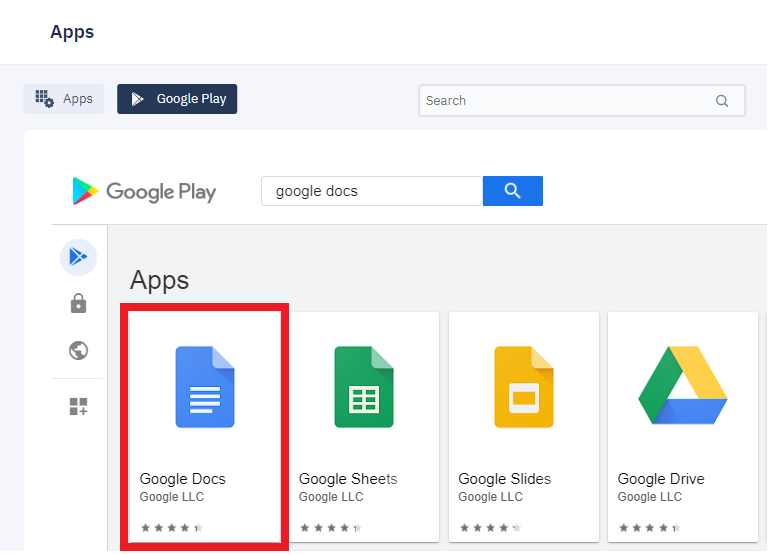 Apps
Apps
Google Play
Search
Google Play
google docs
Apps
Google Docs
Google LLC
Google Sheets
Google LLC
Google Slides
Google LLC
Google Drive
Google LLC